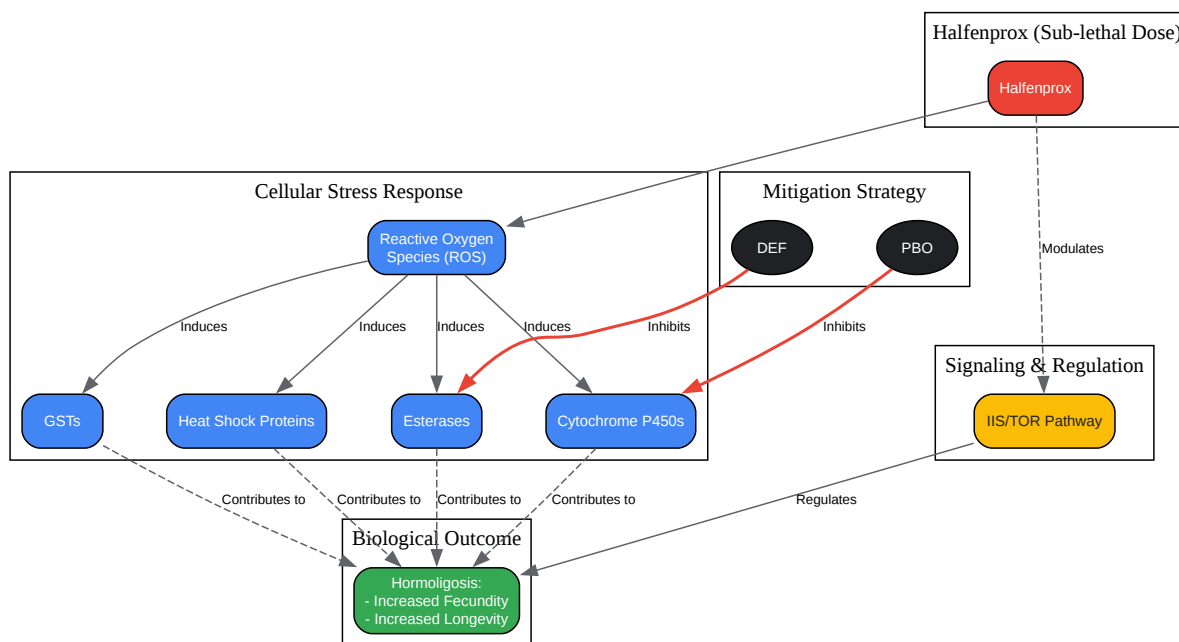 Halfenprox (Sub-lethal Dose)
Halfenprox
Cellular Stress Response
Mitigation Strategy
Reactive Oxygen
Species (ROS)
DEF
PBO
Modulates
Induces
Induces
Induces
Induces
Inhibits
Inhibits
Signaling & Regulation
GSTs
Heat Shock Proteins
Esterases
Cytochrome P450s
IIS/TOR Pathway
Contributes to
Contributes to
Contributes to
Contributes to
Regulates
Biological Outcome
Hormoligosis:
- Increased Fecundity
- Increased Longevity